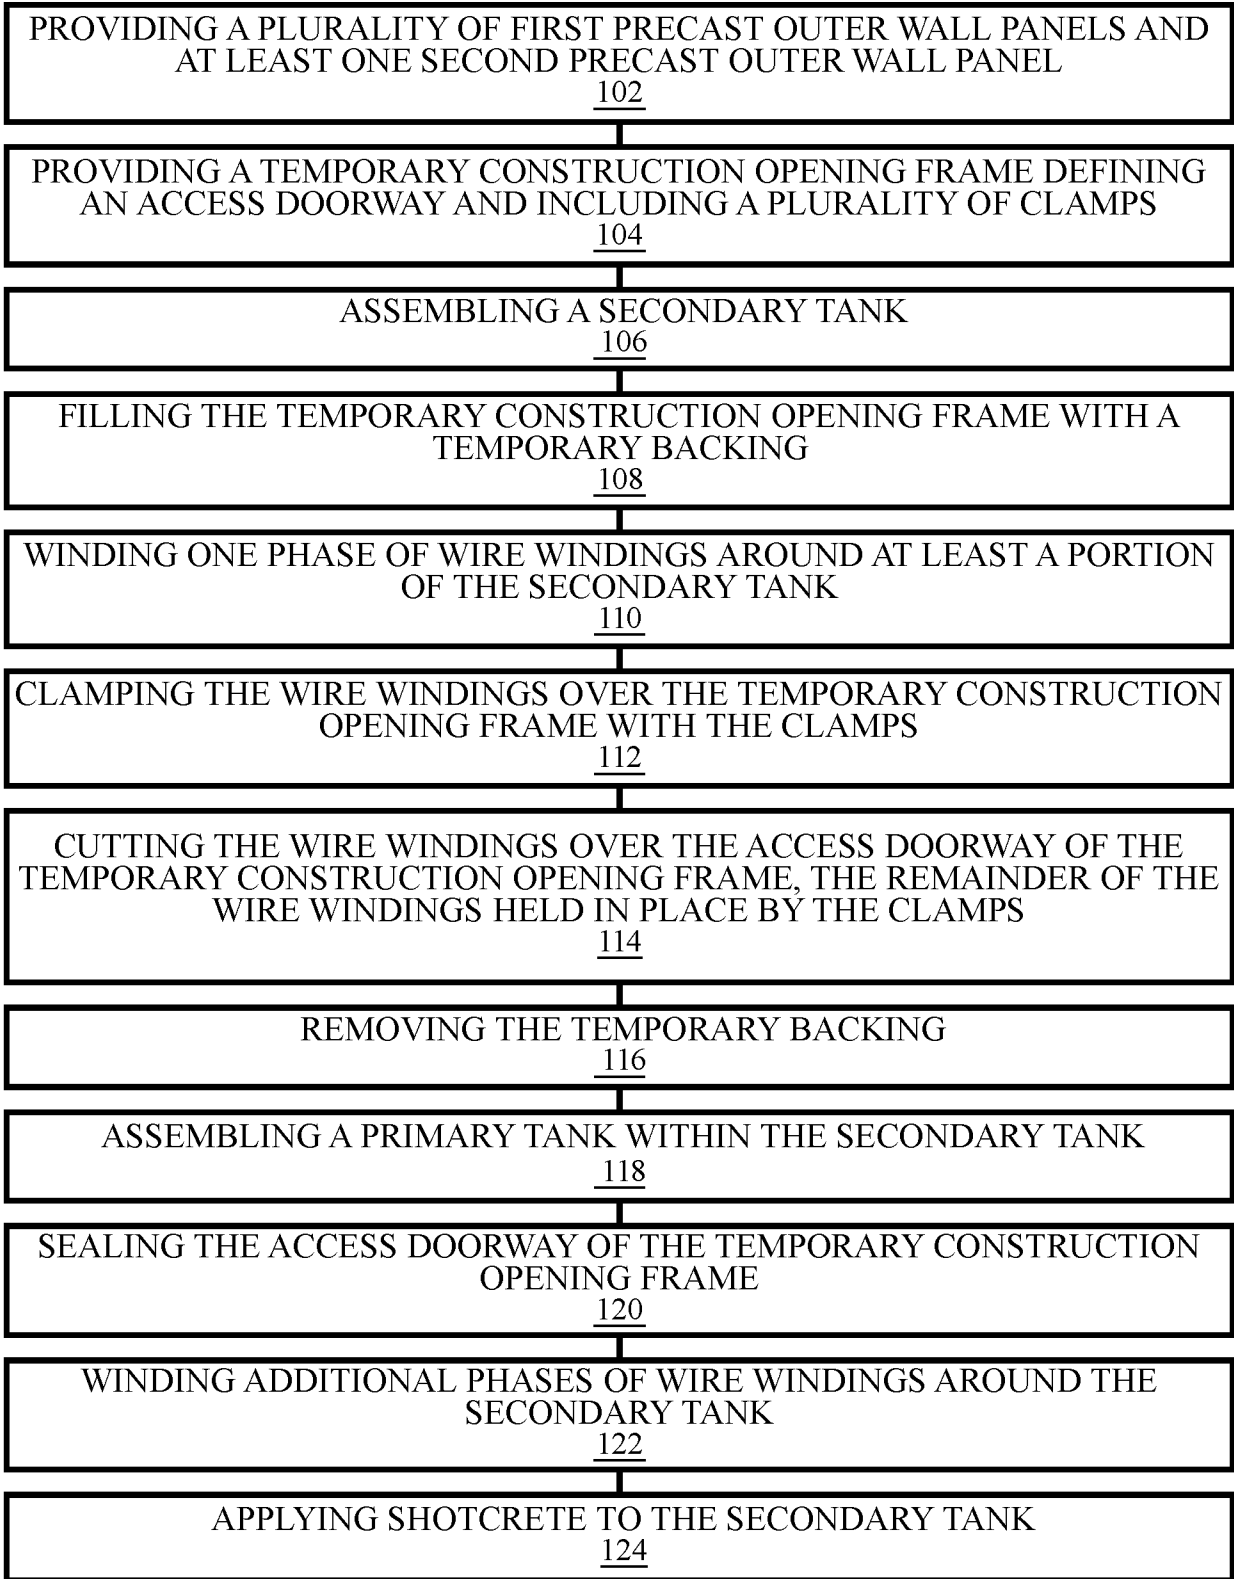 PROVIDING A PLURALITY OF FIRST PRECAST OUTER WALL PANELS AND
AT LEAST ONE SECOND PRECAST OUTER WALL PANEL
102
PROVIDING A TEMPORARY CONSTRUCTION OPENING FRAME DEFINING
AN ACCESS DOORWAY AND INCLUDING A PLURALITY OF CLAMPS
104
ASSEMBLING A SECONDARY TANK
106
FILLING THE TEMPORARY CONSTRUCTION OPENING FRAME WITH A
TEMPORARY BACKING
108
WINDING ONE PHASE OF WIRE WINDINGS AROUND AT LEAST A PORTION
OF THE SECONDARY TANK
110
CLAMPING THE WIRE WINDINGS OVER THE TEMPORARY CONSTRUCTION
OPENING FRAME WITH THE CLAMPS
112
CUTTING THE WIRE WINDINGS OVER THE ACCESS DOORWAY OF THE
TEMPORARY CONSTRUCTION OPENING FRAME, THE REMAINDER OF THE
WIRE WINDINGS HELD IN PLACE BY THE CLAMPS
114
REMOVING THE TEMPORARY BACKING
116
ASSEMBLING A PRIMARY TANK WITHIN THE SECONDARY TANK
118
SEALING THE ACCESS DOORWAY OF THE TEMPORARY CONSTRUCTION
OPENING FRAME
120
WINDING ADDITIONAL PHASES OF WIRE WINDINGS AROUND THE
SECONDARY TANK
122
APPLYING SHOTCRETE TO THE SECONDARY TANK
124